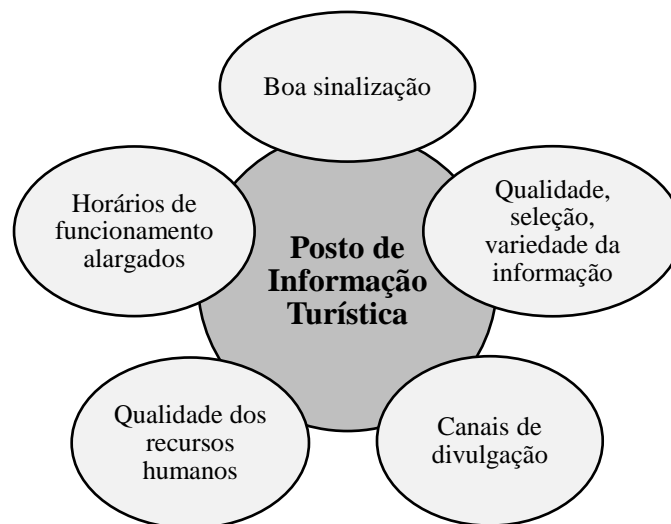 Boa sinalização
Horários de
funcionamento
alargados
Qualidade,
seleção,
variedade da
informação
Posto de
Informação
Turística
Qualidade dos
recursos
humanos
Canais de
divulgação